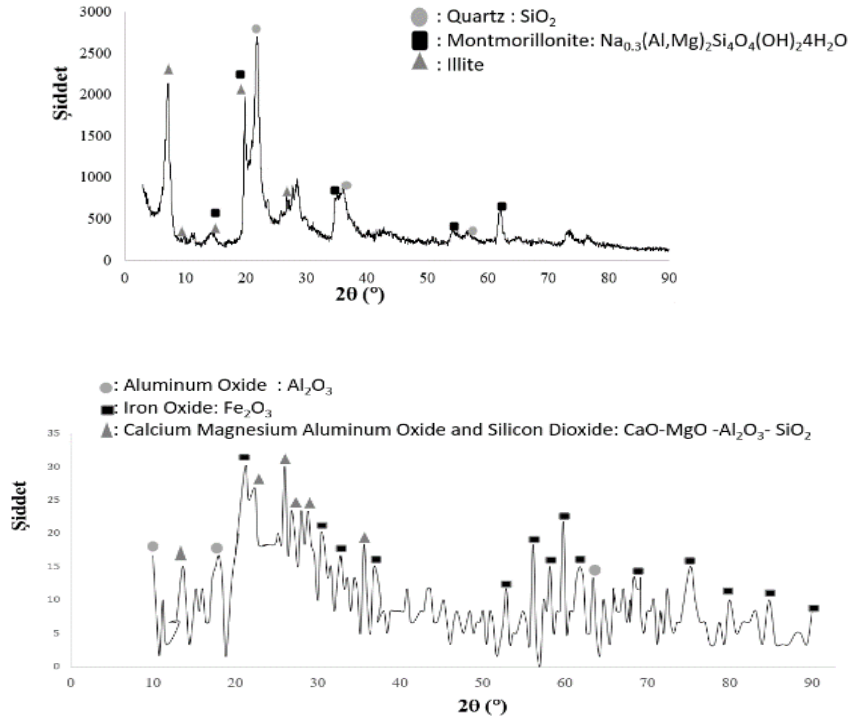 : Quartz : SiO₂
: Montmorillonite: Na₀.₃(Al,Mg)₂Si₄O₄(OH)₂4H₂O
: Illite
Şiddet
3000
2500
2000
1500
1000
500
0
0 10 20 30 40 50 60 70 80 90
2θ (°)
: Aluminum Oxide : Al₂O₃
: Iron Oxide: Fe₂O₃
: Calcium Magnesium Aluminum Oxide and Silicon Dioxide: CaO-MgO -Al₂O₃- SiO₂
Şiddet
35
30
25
20
15
10
5
0
0 10 20 30 40 50 60 70 80 90
2θ (°)